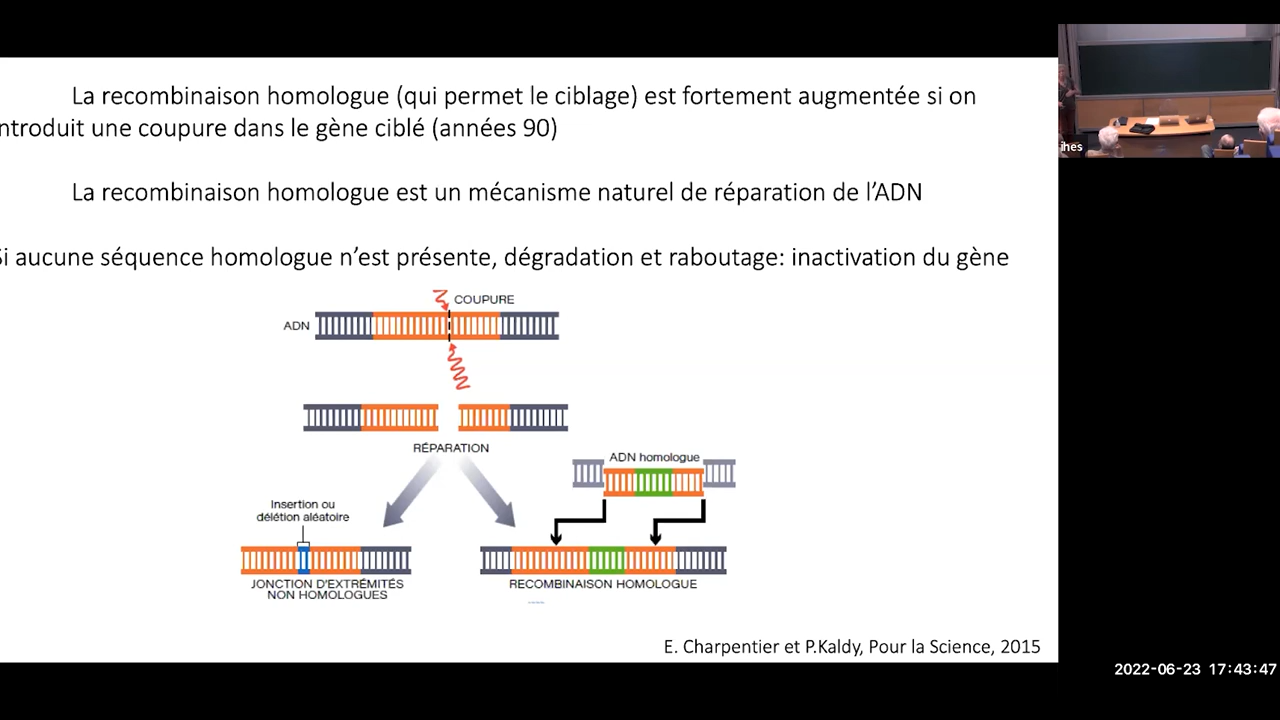 La recombinaison homologue (qui permet le ciblage) est fortement augmentée si on
ntroduit une coupure dans le gène ciblé (années 90)
La recombinaison homologue est un mécanisme naturel de réparation de l'ADN
Si aucune séquence homologue n'est présente, dégradation et raboutage: inactivation du gène
COUPURE
ADN
RÉPARATION
ADN homologue
Insertion ou
délétion aléatoire
JONCTION D'EXTRÉMITÉS
NON HOMOLOGUES
RECOMBINAISON HOMOLOGUE
E. Charpentier et P.Kaldy, Pour la Science, 2015
ihes
2022-06-23 17:43:47